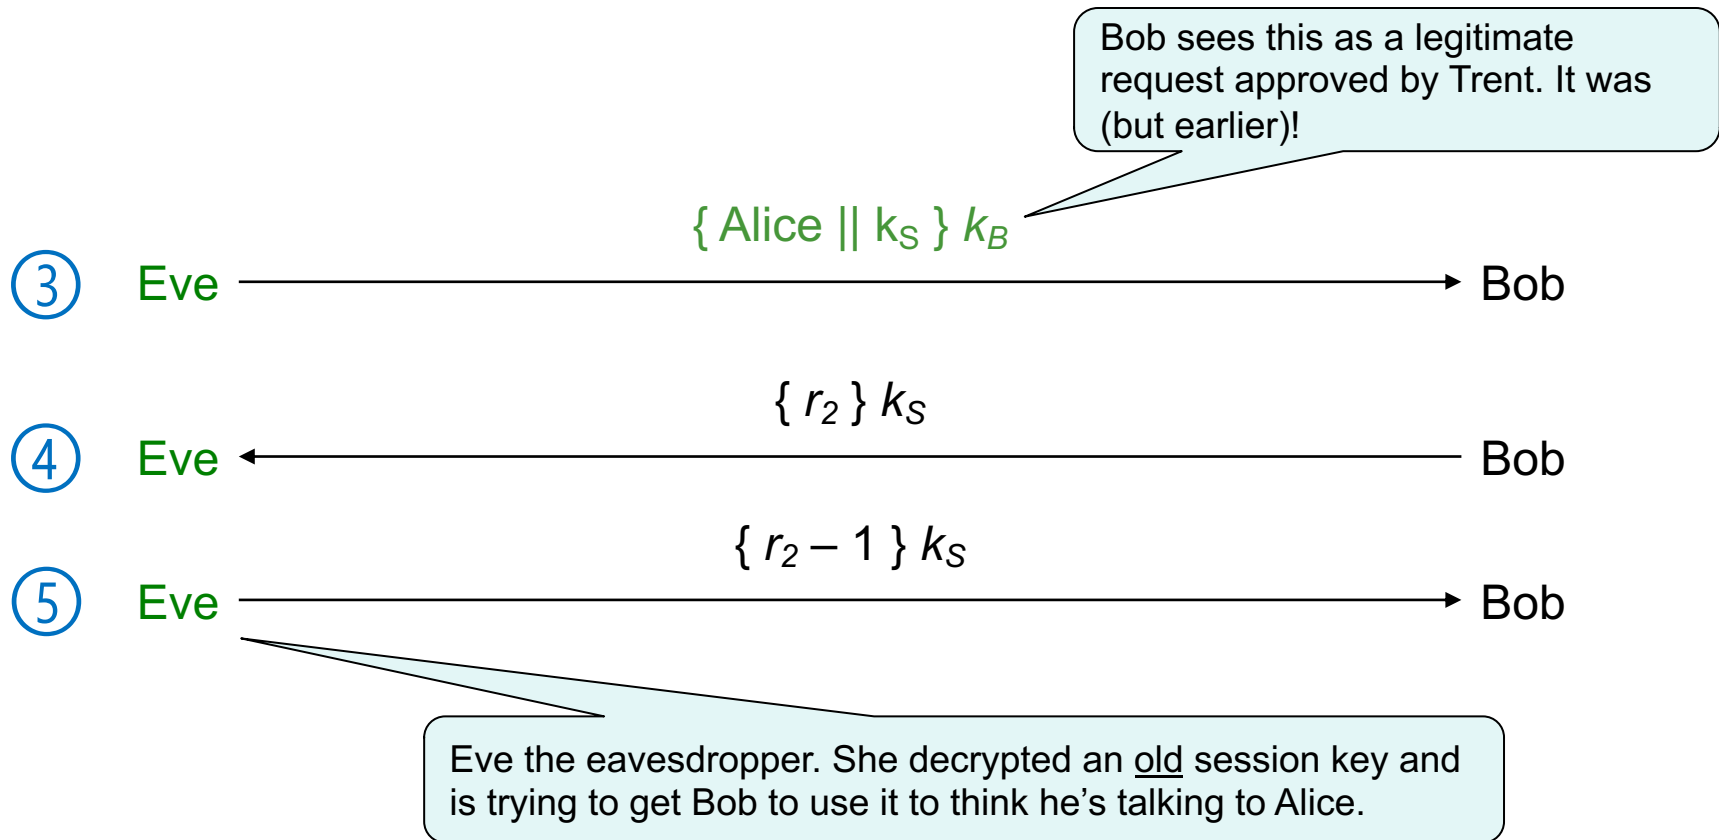 Bob sees this as a legitimate
request approved by Trent. It was
(but earlier)!
{ Alice || kS } kB
3 Eve Bob
{ r2 } kS
4 Eve Bob
{ r2 – 1 } kS
5 Eve Bob
Eve the eavesdropper. She decrypted an old session key and
is trying to get Bob to use it to think he’s talking to Alice.